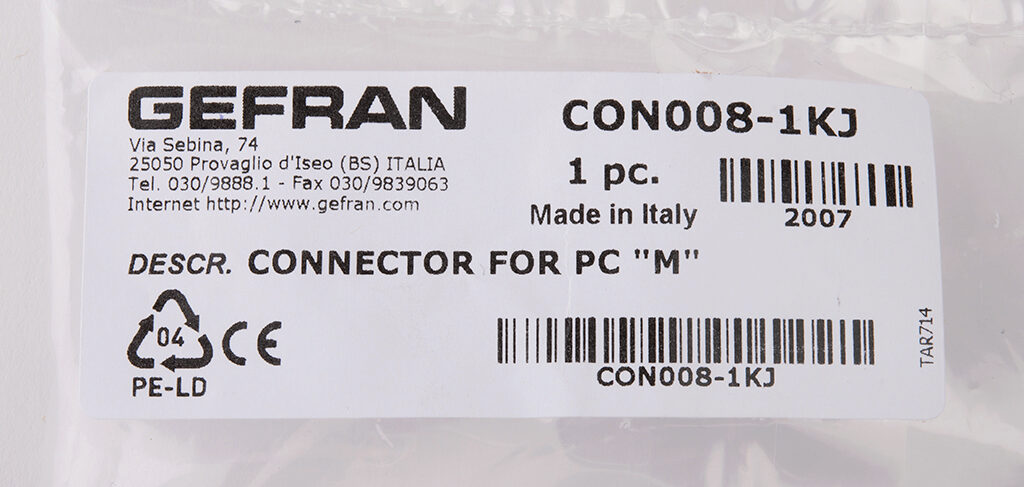 GEFRAN
Via Sebina, 74
25050 Provaglio d'Iseo (BS) ITALIA
Tel. 030/9888.1 - Fax 030/9839063
Internet http://www.gefran.com
CON008-1KJ
1 pc.
Made in Italy
2007
DESCR. CONNECTOR FOR PC "M"
04
PE-LD
CE
CON008-1KJ
TAR714